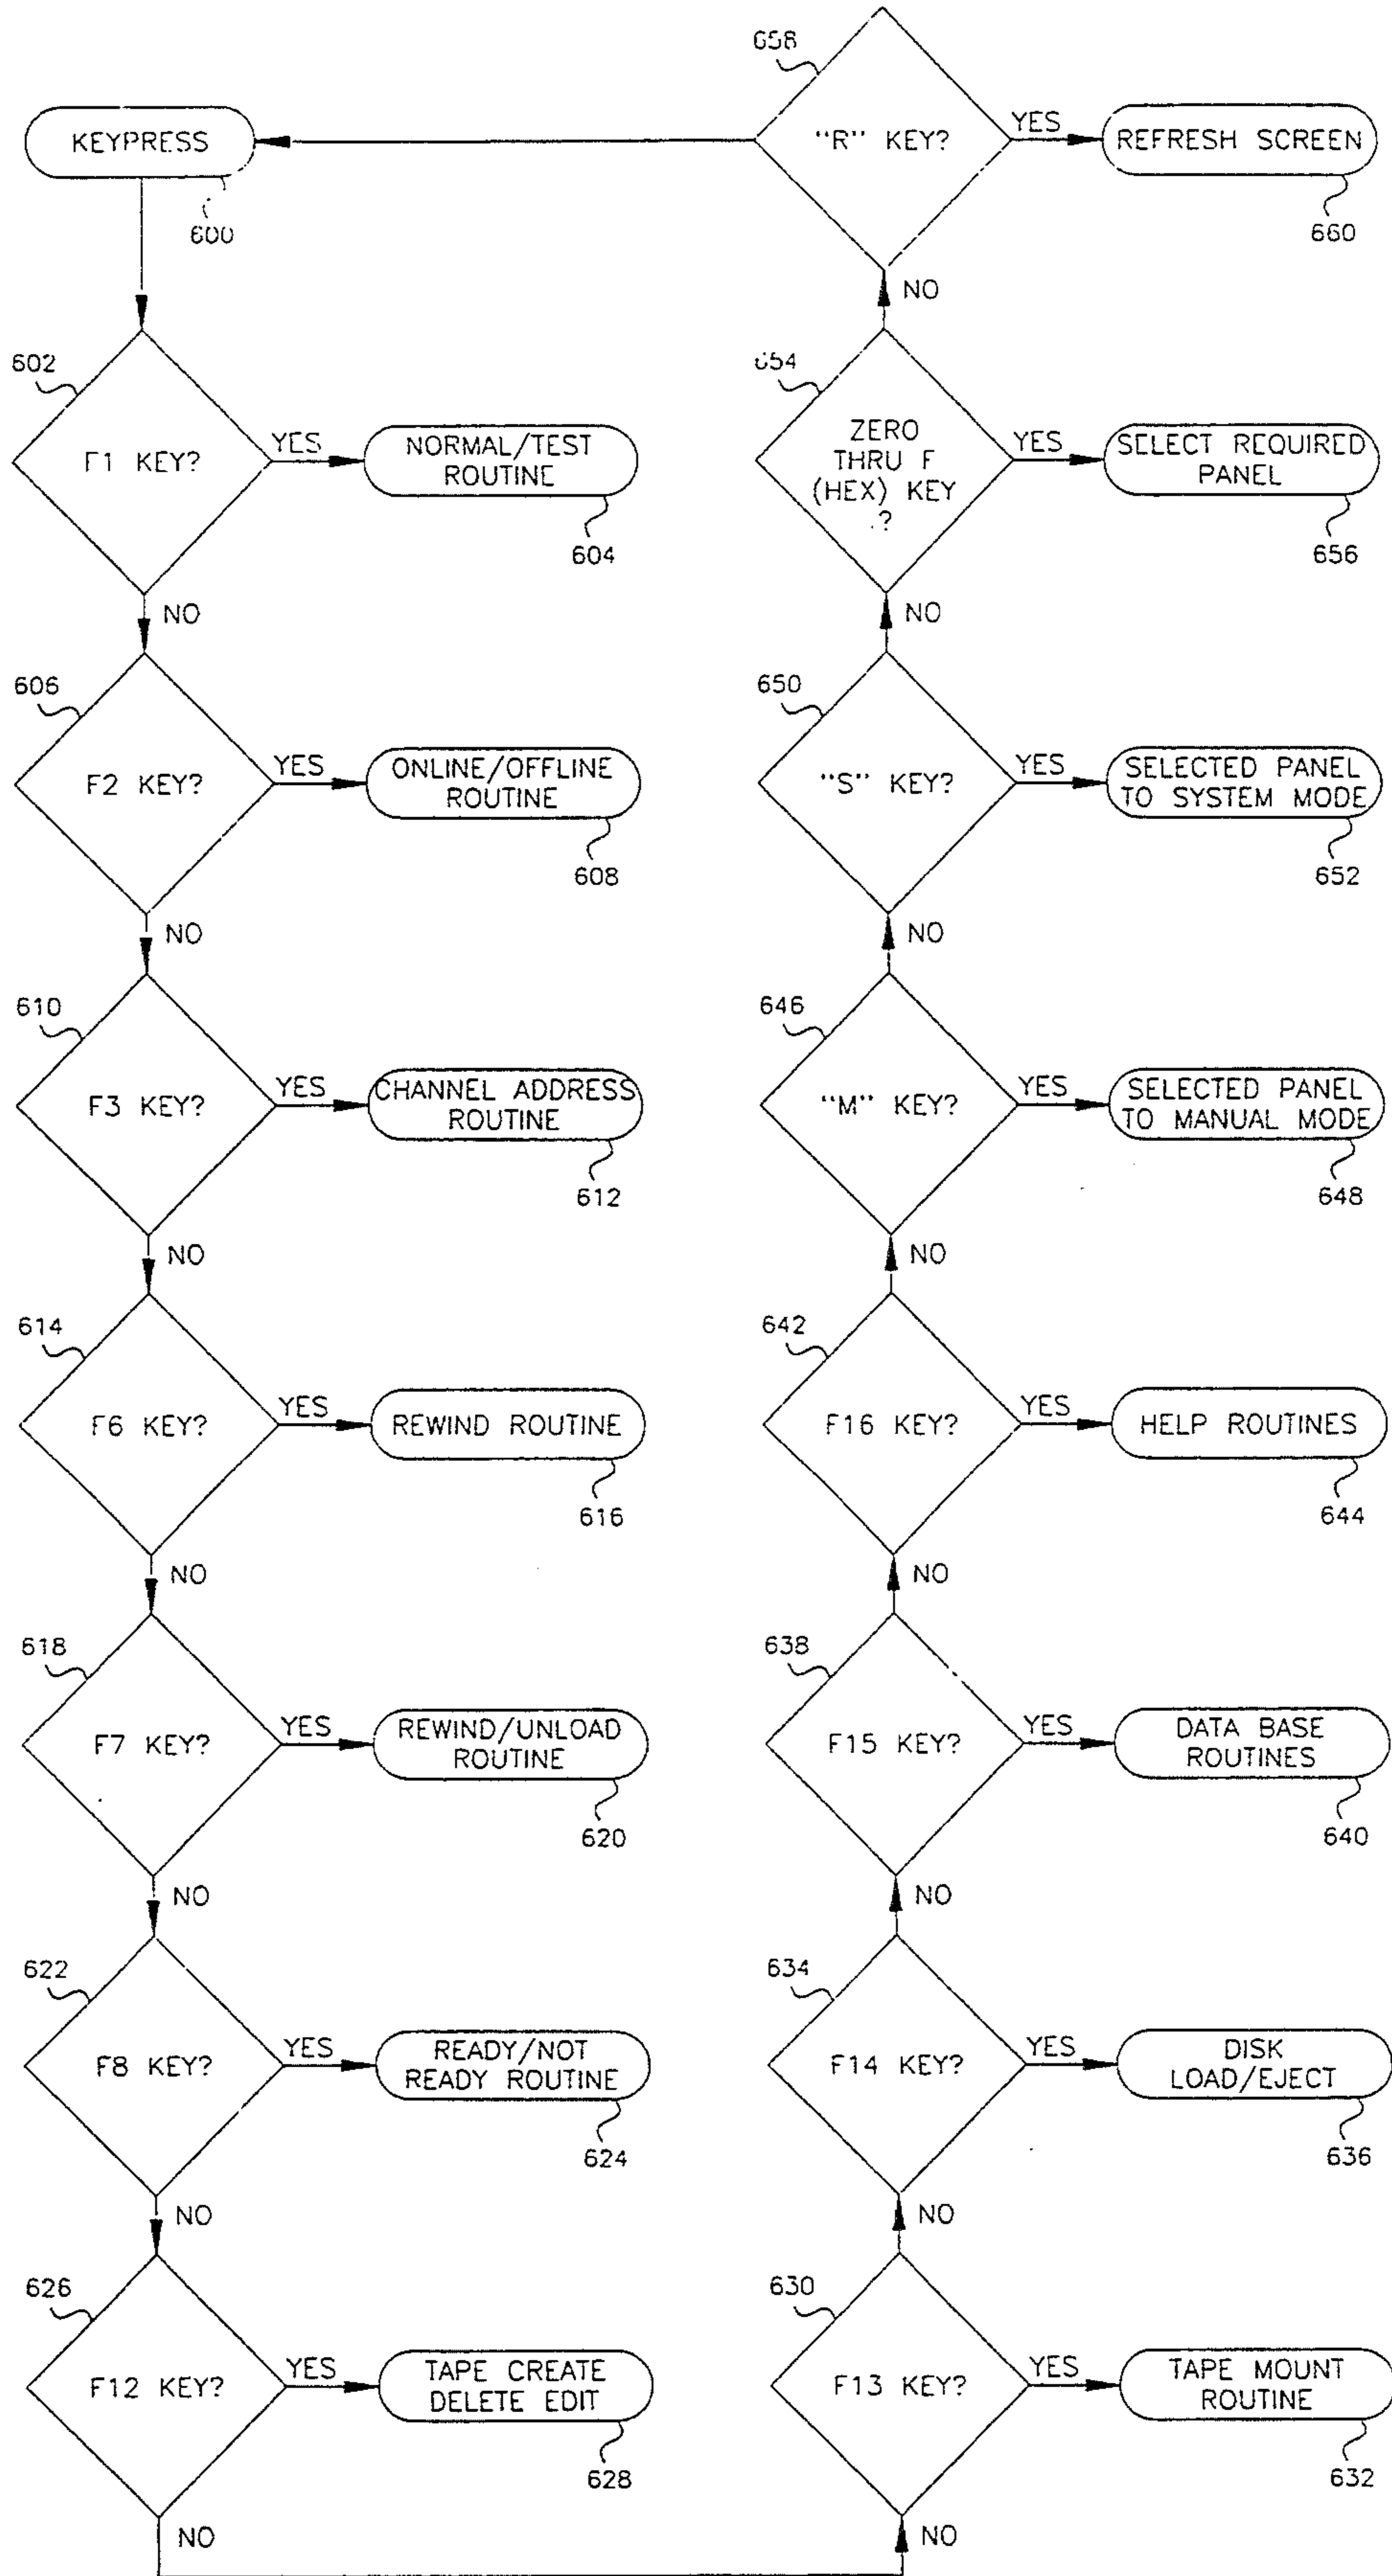 KEYPRESS
600
602
F1 KEY?
YES
NORMAL/TEST
ROUTINE
604
NO
606
F2 KEY?
YES
ONLINE/OFFLINE
ROUTINE
608
NO
610
F3 KEY?
YES
CHANNEL ADDRESS
ROUTINE
612
NO
614
F6 KEY?
YES
REWIND ROUTINE
616
NO
618
F7 KEY?
YES
REWIND/UNLOAD
ROUTINE
620
NO
622
F8 KEY?
YES
READY/NOT
READY ROUTINE
624
NO
626
F12 KEY?
YES
TAPE CREATE
DELETE EDIT
628
NO
NO
630
F13 KEY?
YES
TAPE MOUNT
ROUTINE
632
NO
634
F14 KEY?
YES
DISK
LOAD/EJECT
636
NO
638
F15 KEY?
YES
DATA BASE
ROUTINES
640
NO
642
F16 KEY?
YES
HELP ROUTINES
644
NO
646
"M" KEY?
YES
SELECTED PANEL
TO MANUAL MODE
648
NO
650
"S" KEY?
YES
SELECTED PANEL
TO SYSTEM MODE
652
NO
654
ZERO
THRU F
(HEX) KEY
?
YES
SELECT REQUIRED
PANEL
656
NO
658
"R" KEY?
YES
REFRESH SCREEN
660